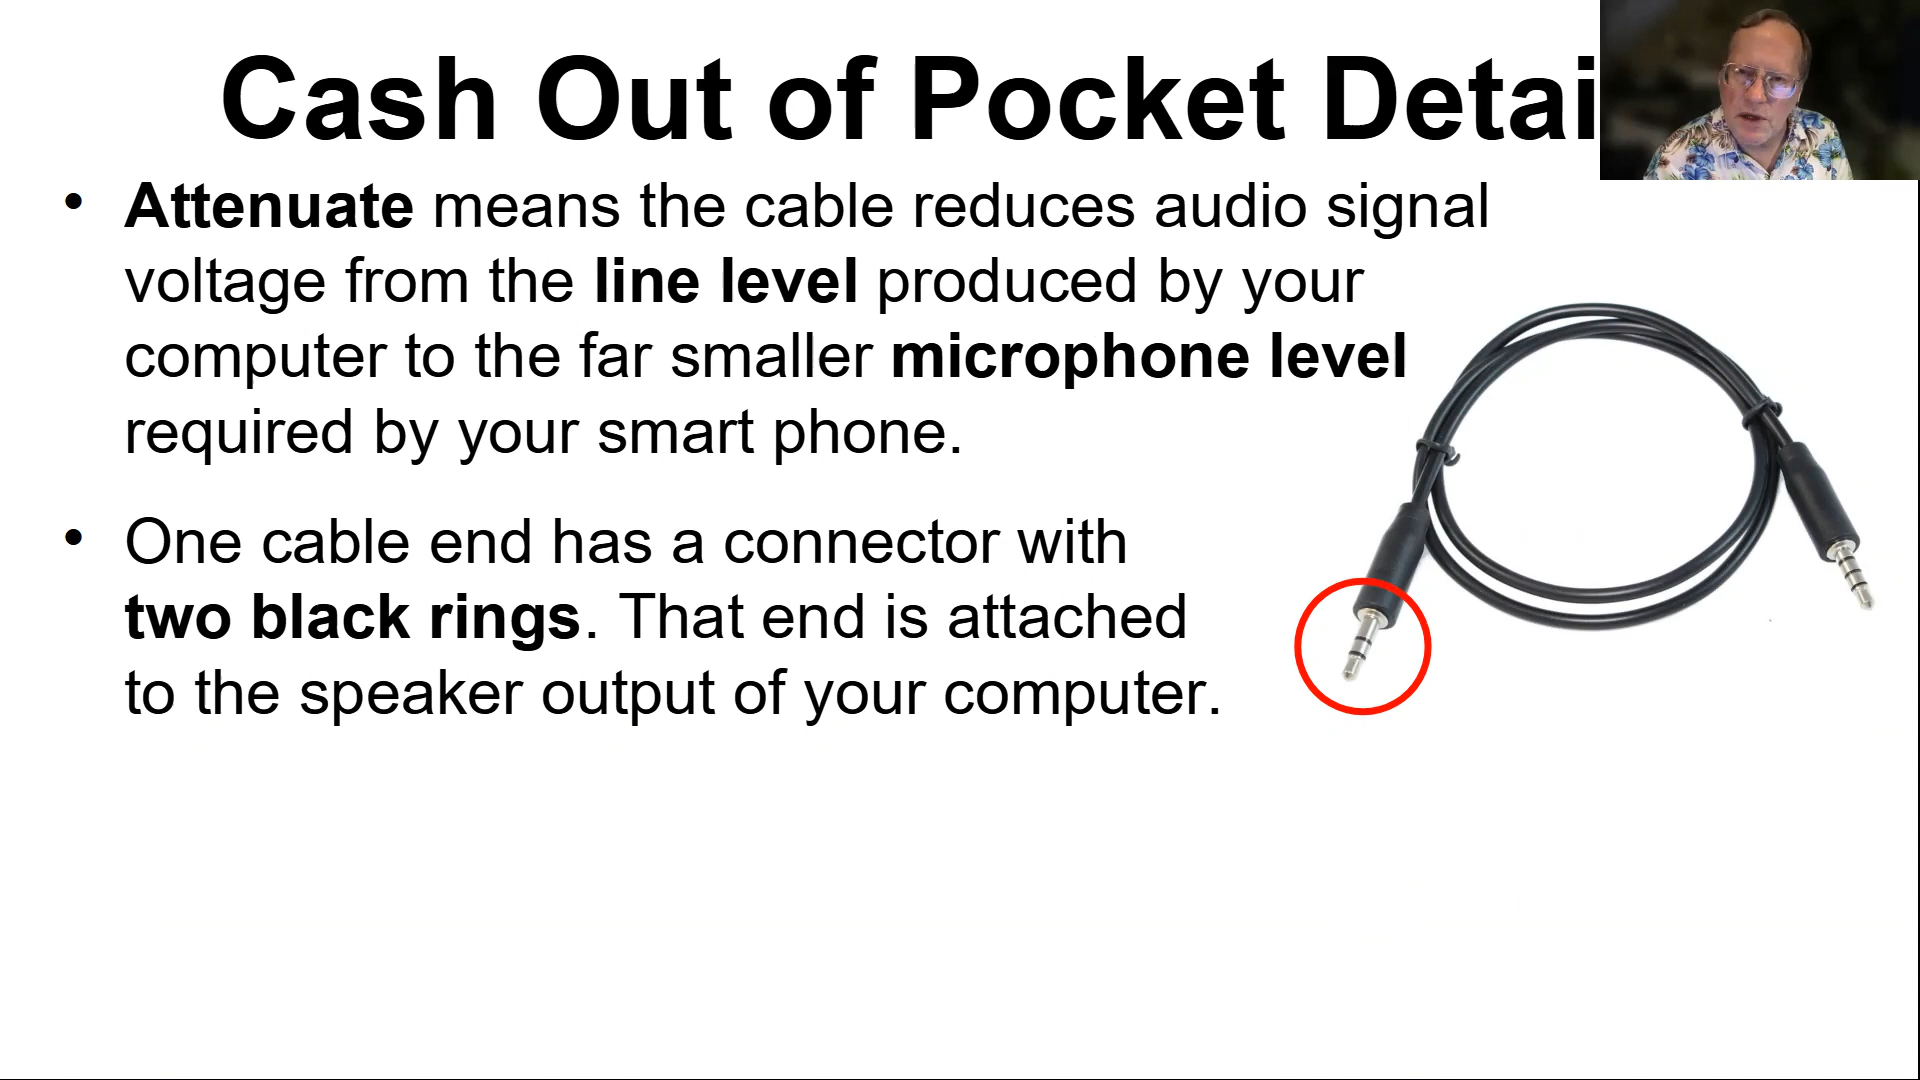 Cash Out of Pocket Detai
• Attenuate means the cable reduces audio signal
voltage from the line level produced by your
computer to the far smaller microphone level
required by your smart phone.
• One cable end has a connector with
two black rings. That end is attached
to the speaker output of your computer.